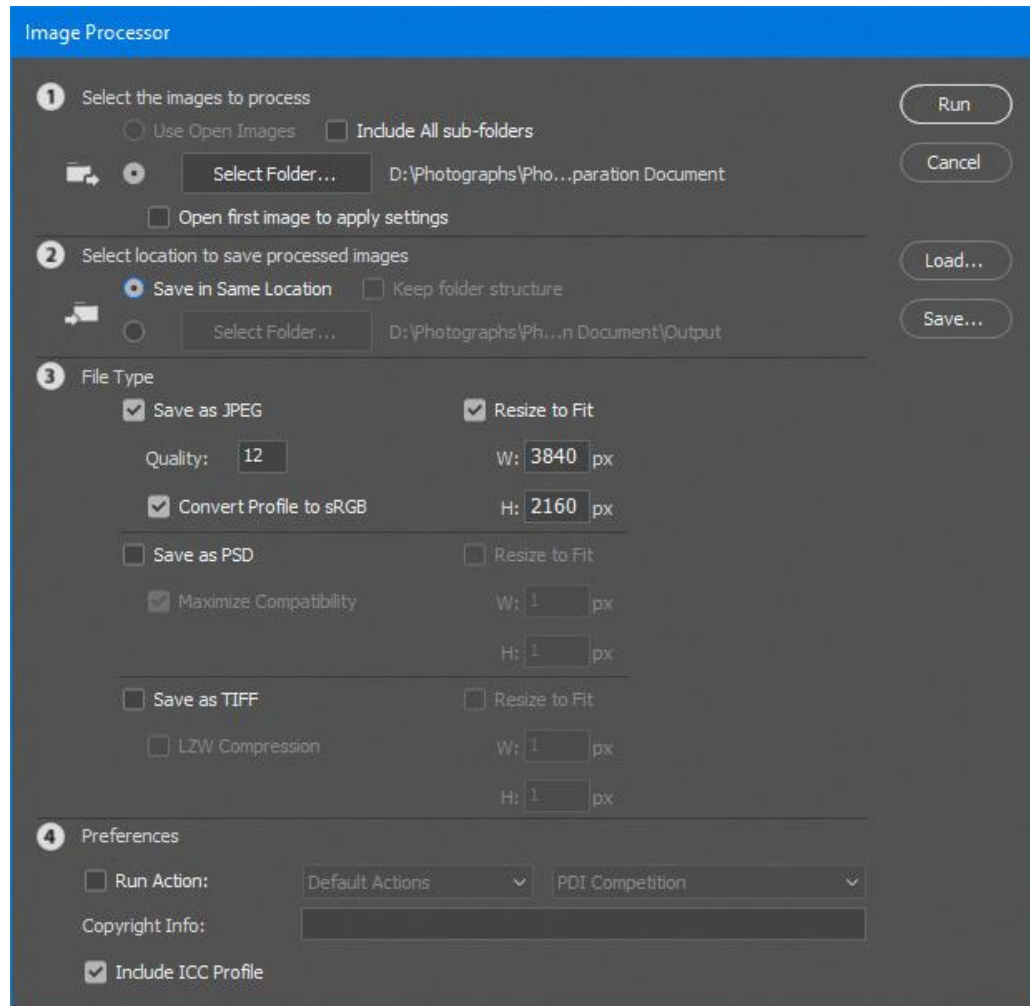 Image Processor
1 Select the images to process
Use Open Images Include All sub-folders
Select Folder... D:\Photographs\Pho...paration Document
Open first image to apply settings
Run
Cancel
2 Select location to save processed images
Save in Same Location Keep folder structure
Select Folder... D:\Photographs\Ph...n Document\Output
Load...
Save...
3 File Type
Save as JPEG Resize to Fit
Quality: 12 W: 3840 px
Convert Profile to sRGB H: 2160 px
Save as PSD Resize to Fit
Maximize Compatibility W: 1 px
H: 1 px
Save as TIFF Resize to Fit
LZW Compression W: 1 px
H: 1 px
4 Preferences
Run Action: Default Actions PDI Competition
Copyright Info:
Include ICC Profile